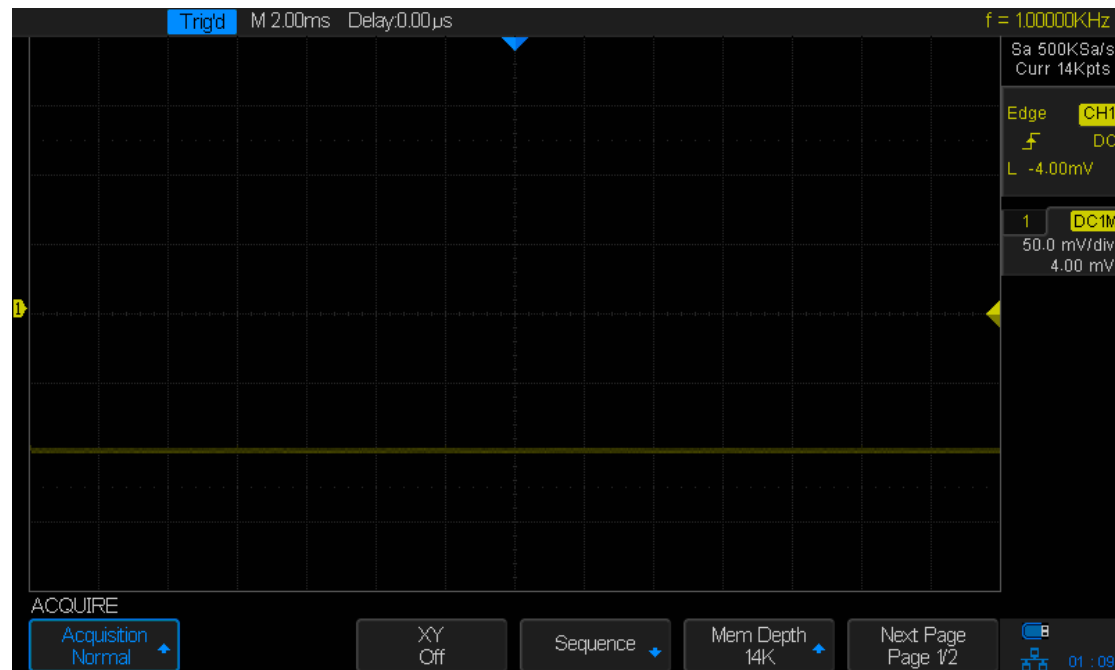 Trig'd M 2.00ms Delay:0.00µs f = 1.00000KHz
Sa 500KSa/s
Curr 14Kpts
Edge CH1
DC
L -4.00mV
1 DC1M
50.0 mV/div
4.00 mV
1
ACQUIRE
Acquisition
Normal
XY
Off
Sequence
Mem Depth
14K
Next Page
Page 1/2
01 : 09